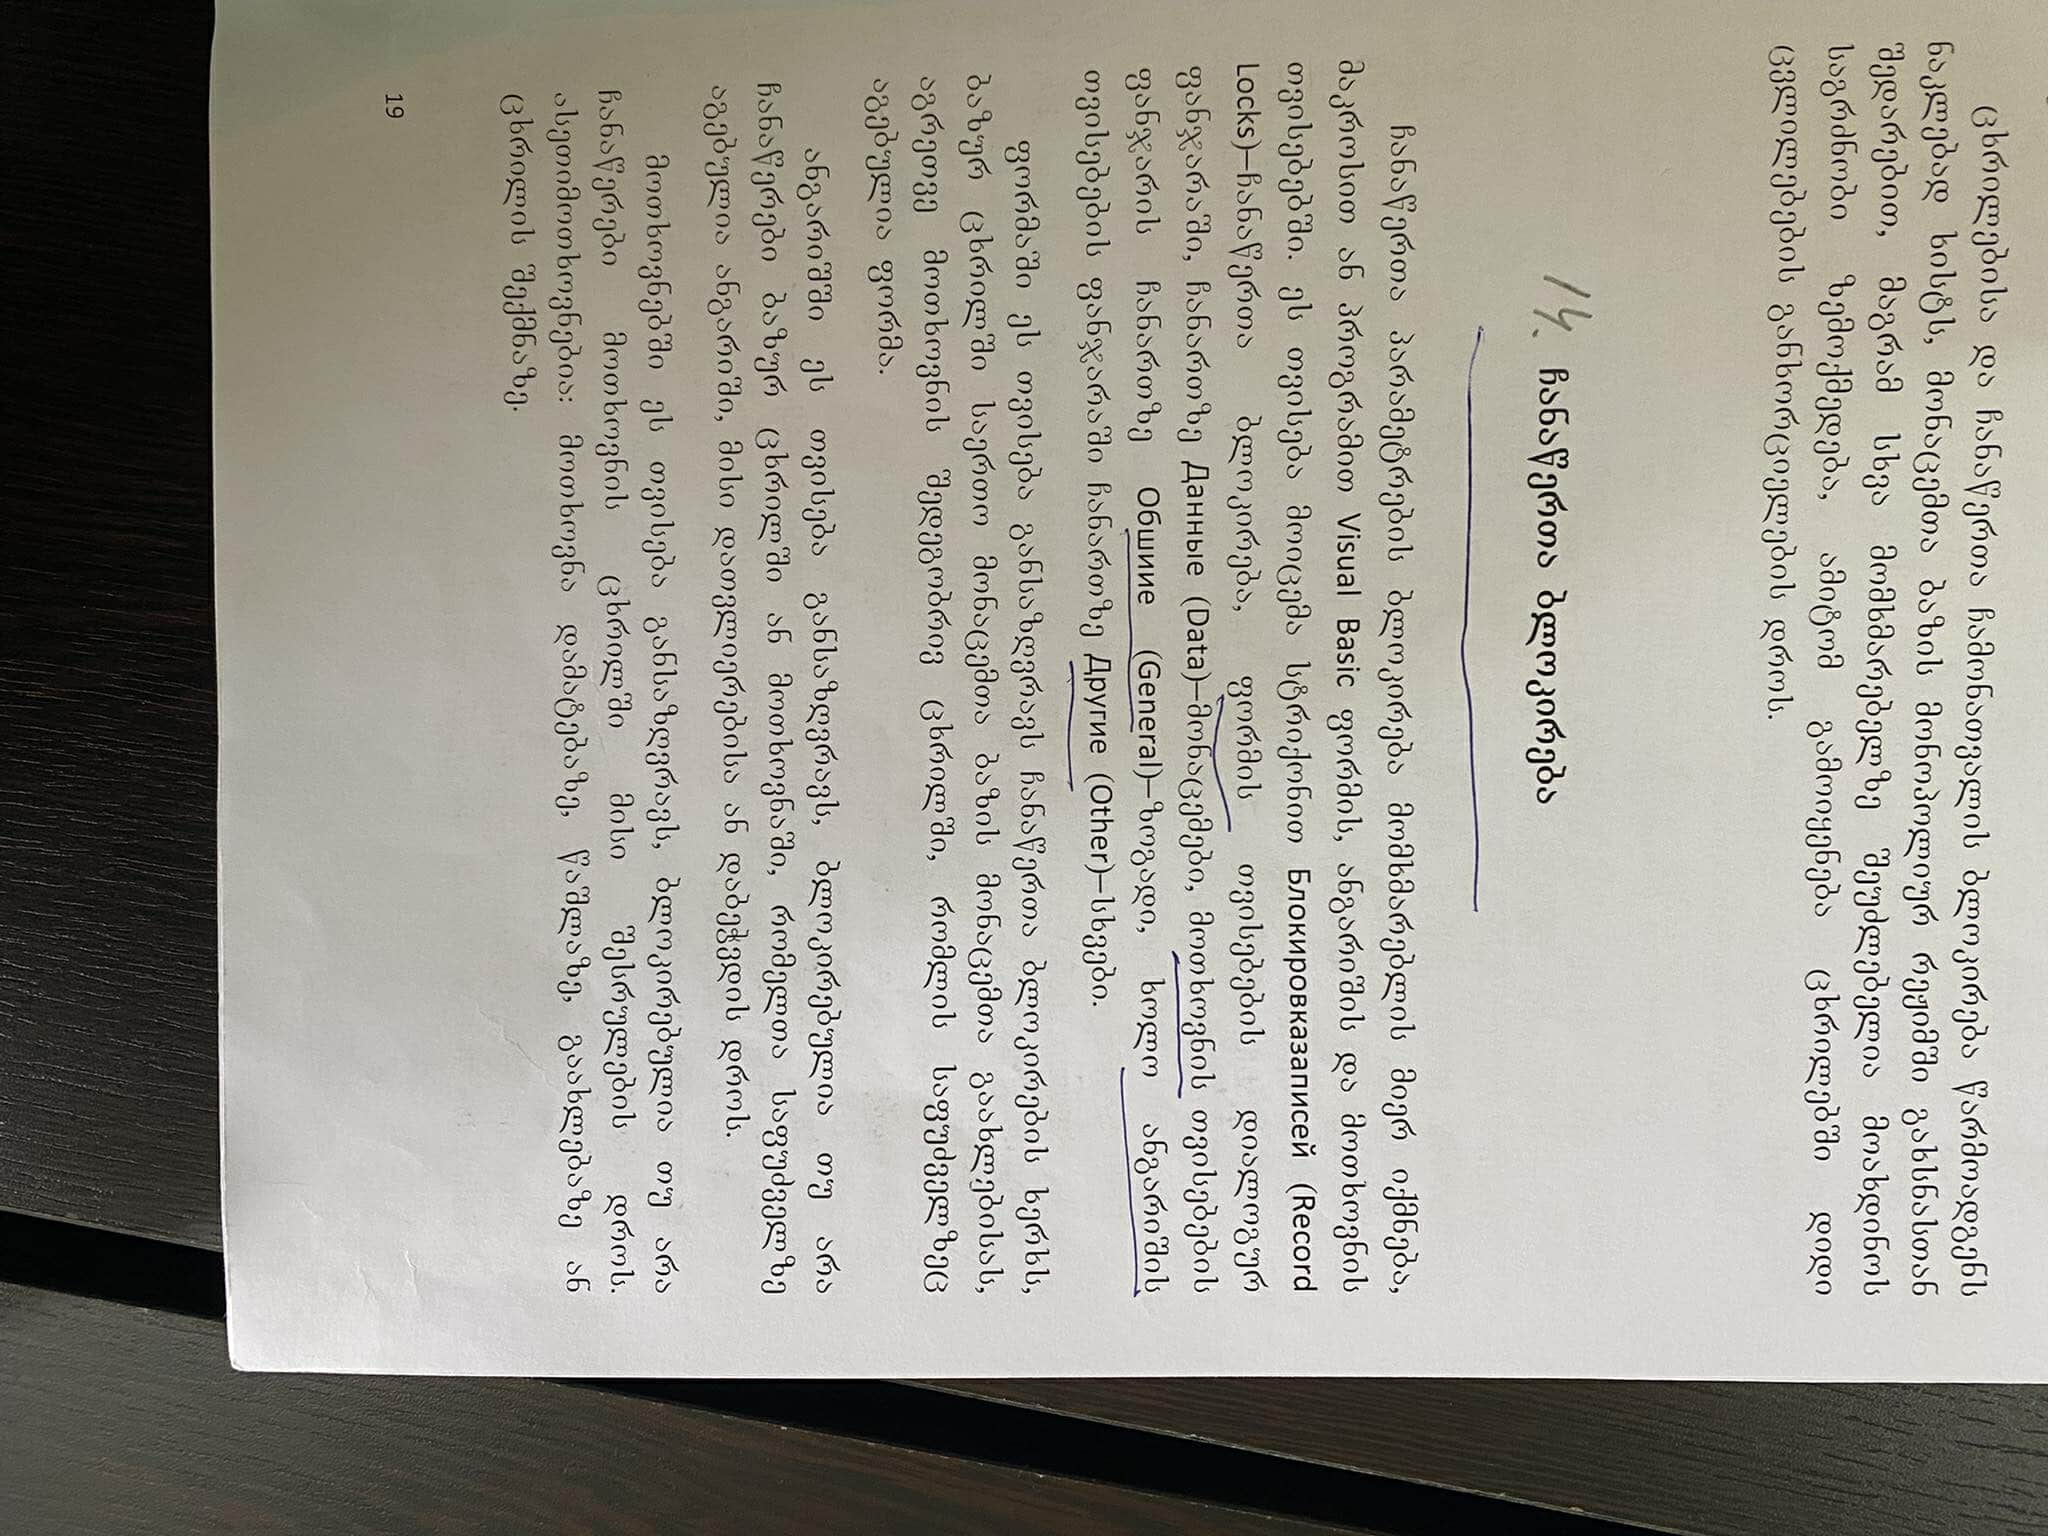 ცხრილებისა და ჩანაწერთა ჩამონათვალის ბლოკირება წარმოადგენს
ნაკლებად ხისტს, მონაცემთა ბაზის მონოპოლიურ რეჟიმში გახსნასთან
შედარებით, მაგრამ სხვა მომხმარებელზე შეუძლებელია მოახდინოს
საგრძნობი ზემოქმედება, ამიტომ გამოიყენება ცხრილებში დიდი
ცვლილებების განხორციელების დროს.
14. ჩანაწერთა ბლოკირება
ჩანაწერთა პარამეტრების ბლოკირება მომხმარებლის მიერ იქმნება,
მაკროსით ან პროგრამით Visual Basic ფორმის, ანგარიშის და მოთხოვნის
თვისებებში. ეს თვისება მოიცემა სტრიქონით Блокировказаписей (Record
Locks)–ჩანაწერთა ბლოკირება, ფორმის თვისებების დიალოგურ
ფანჯარაში, ჩანართზე Данные (Data)–მონაცემები, მოთხოვნის თვისებების
ფანჯარის ჩანართზე Обшиие (General)–ზოგადი, ხოლო ანგარიშის
თვისებების ფანჯარაში ჩანართზე Другие (Other)–სხვები.
ფორმაში ეს თვისება განსაზღვრავს ჩანაწერთა ბლოკირების ხერხს,
ბაზურ ცხრილში საერთო მონაცემთა ბაზის მონაცემთა გაახლებისას,
აგრეთვე მოთხოვნის შედეგობრივ ცხრილში, რომლის საფუძველზეც
აგებულია ფორმა.
ანგარიშში ეს თვისება განსაზღვრავს, ბლოკირებულია თუ არა
ჩანაწერები ბაზურ ცხრილში ან მოთხოვნაში, რომელთა საფუძველზე
აგებულია ანგარიში, მისი დათვლიერებისა ან დაბეჭვდის დროს.
მოთხოვნებში ეს თვისება განსაზღვრავს, ბლოკირებულია თუ არა
ჩანაწერები მოთხოვნის ცხრილში მისი შესრულების დროს.
ასეთიმოთხოვნებია: მოთხოვნა დამატებაზე, წაშლაზე, გაახლებაზე ან
ცხრილის შექმნაზე.
19